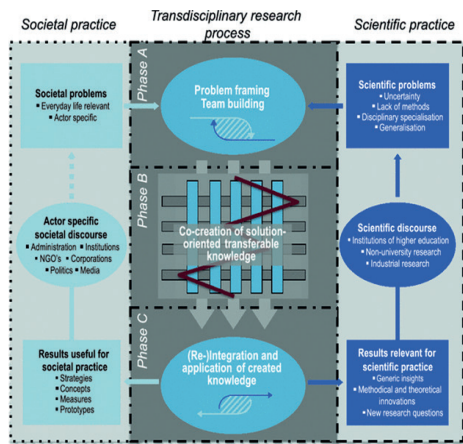 Societal practice
Transdisciplinary research
process
Scientific practice
Phase A
Societal problems
▪ Everyday life relevant
▪ Actor specific
Problem framing
Team building
Scientific problems
▪ Uncertainty
▪ Lack of methods
▪ Disciplinary specialisation
▪ Generalisation
Phase B
Actor specific
societal discourse
▪ Administration ▪ Institutions
▪ NGO's ▪ Corporations
▪ Politics ▪ Media
Co-creation of solution-
oriented transferable
knowledge
Scientific discourse
▪ Institutions of higher education
▪ Non-university research
▪ Industrial research
Phase C
Results useful for
societal practice
▪ Strategies
▪ Concepts
▪ Measures
▪ Prototypes
(Re-)Integration and
application of created
knowledge
Results relevant for
scientific practice
▪ Generic insights
▪ Methodical and theoretical
innovations
▪ New research questions